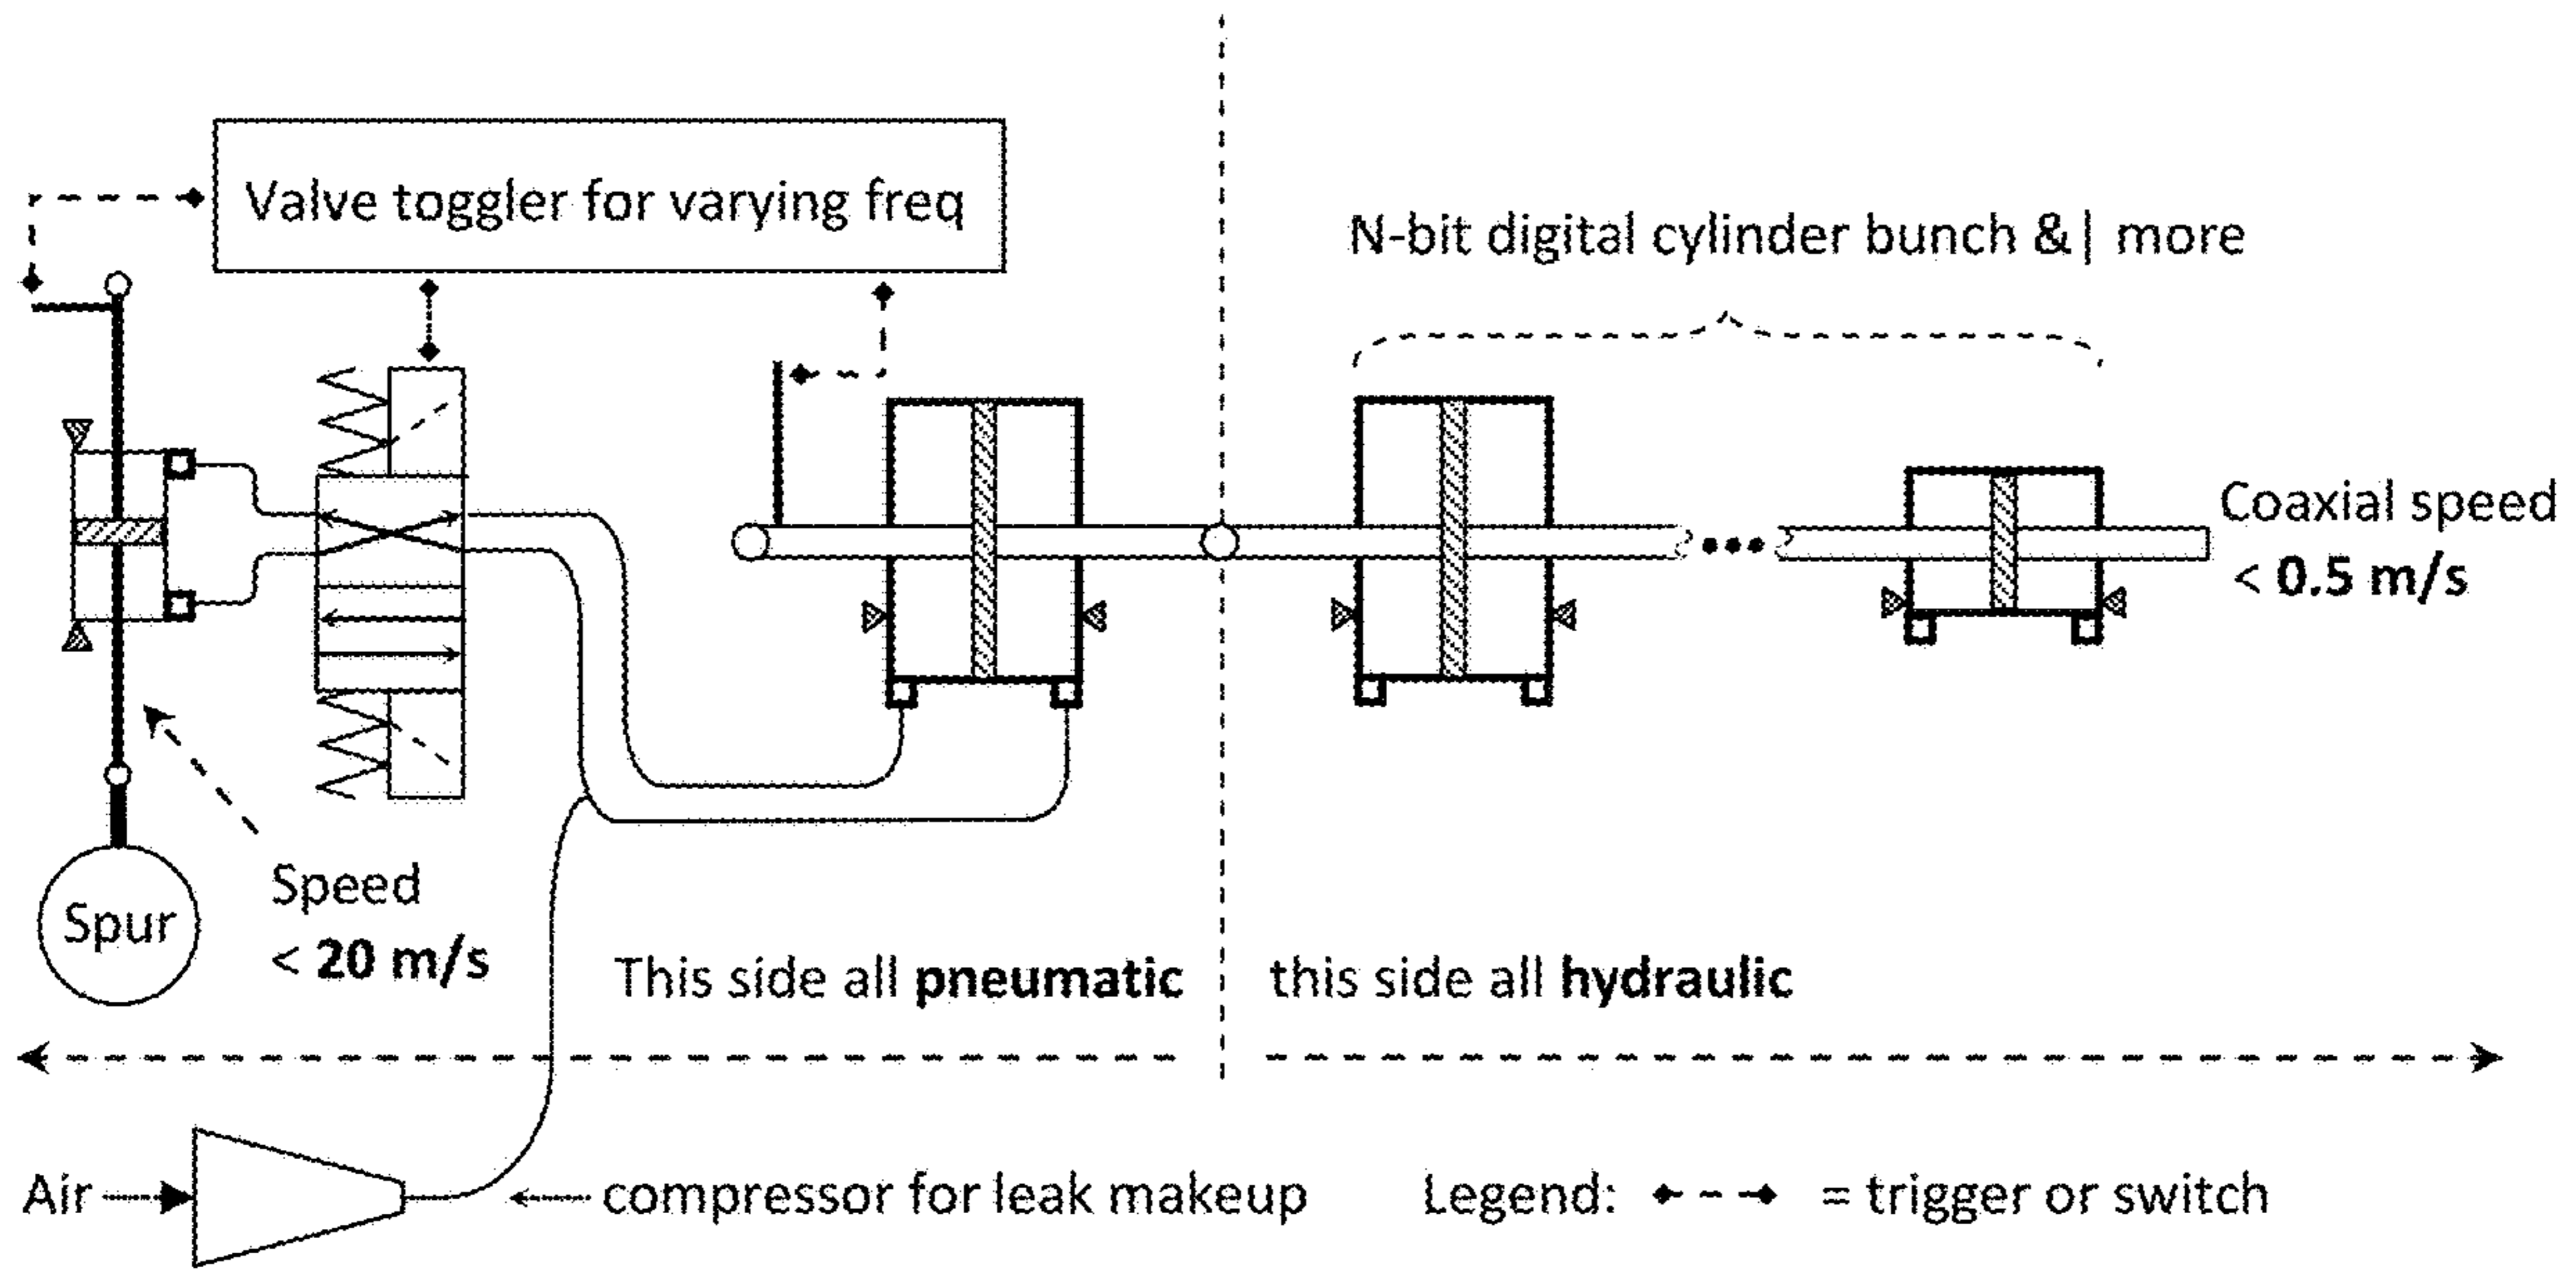 Valve toggler for varying freq
N-bit digital cylinder bunch &| more
Coaxial speed
< 0.5 m/s
Spur
Speed
< 20 m/s
This side all pneumatic
this side all hydraulic
Air
compressor for leak makeup
Legend:
= trigger or switch